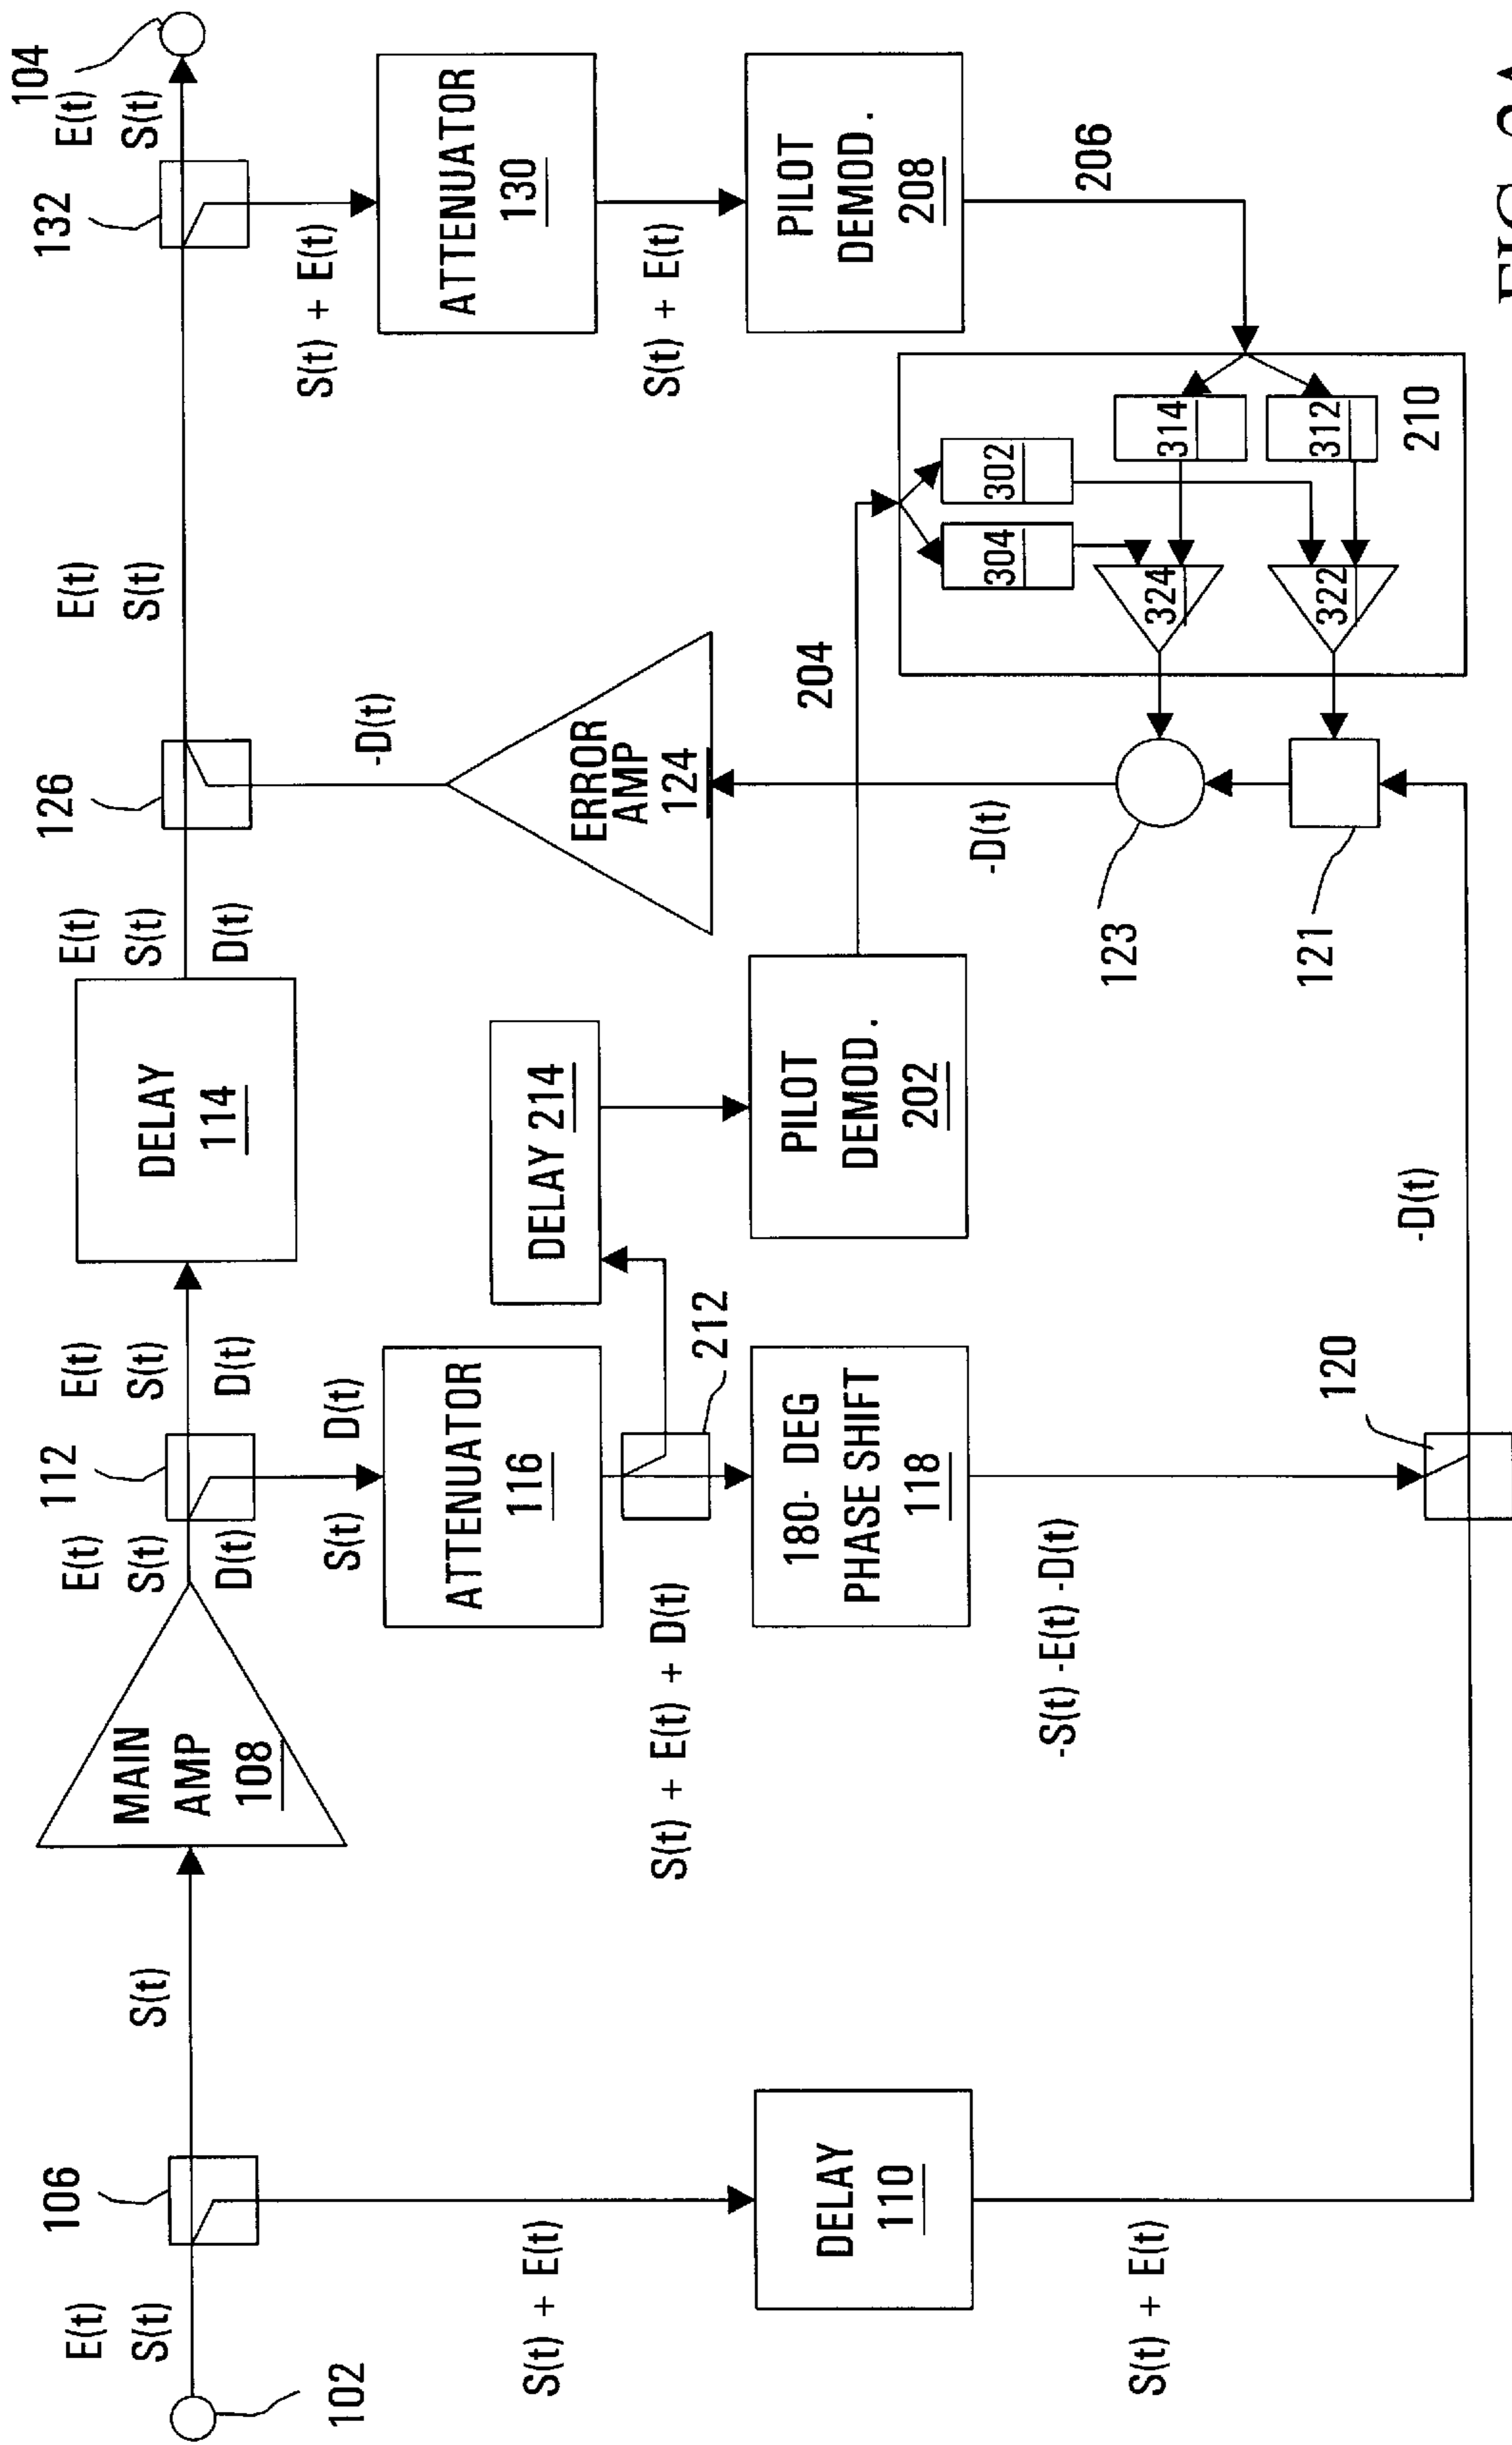 102
E(t)
S(t)
106
S(t)
MAIN
AMP
108
E(t)
S(t)
D(t)
112
E(t)
S(t)
D(t)
DELAY
114
E(t)
S(t)
D(t)
126
E(t)
S(t)
132
E(t)
S(t)
104
S(t) + E(t)
DELAY
110
S(t) + E(t)
S(t)
D(t)
ATTENUATOR
116
S(t) + E(t) + D(t)
212
180- DEG
PHASE SHIFT
118
-S(t) -E(t) -D(t)
120
-D(t)
DELAY 214
PILOT
DEMOD.
202
204
-D(t)
ERROR
AMP
124
-D(t)
123
121
S(t) + E(t)
ATTENUATOR
130
S(t) + E(t)
PILOT
DEMOD.
208
206
304
302
314
312
324
322
210